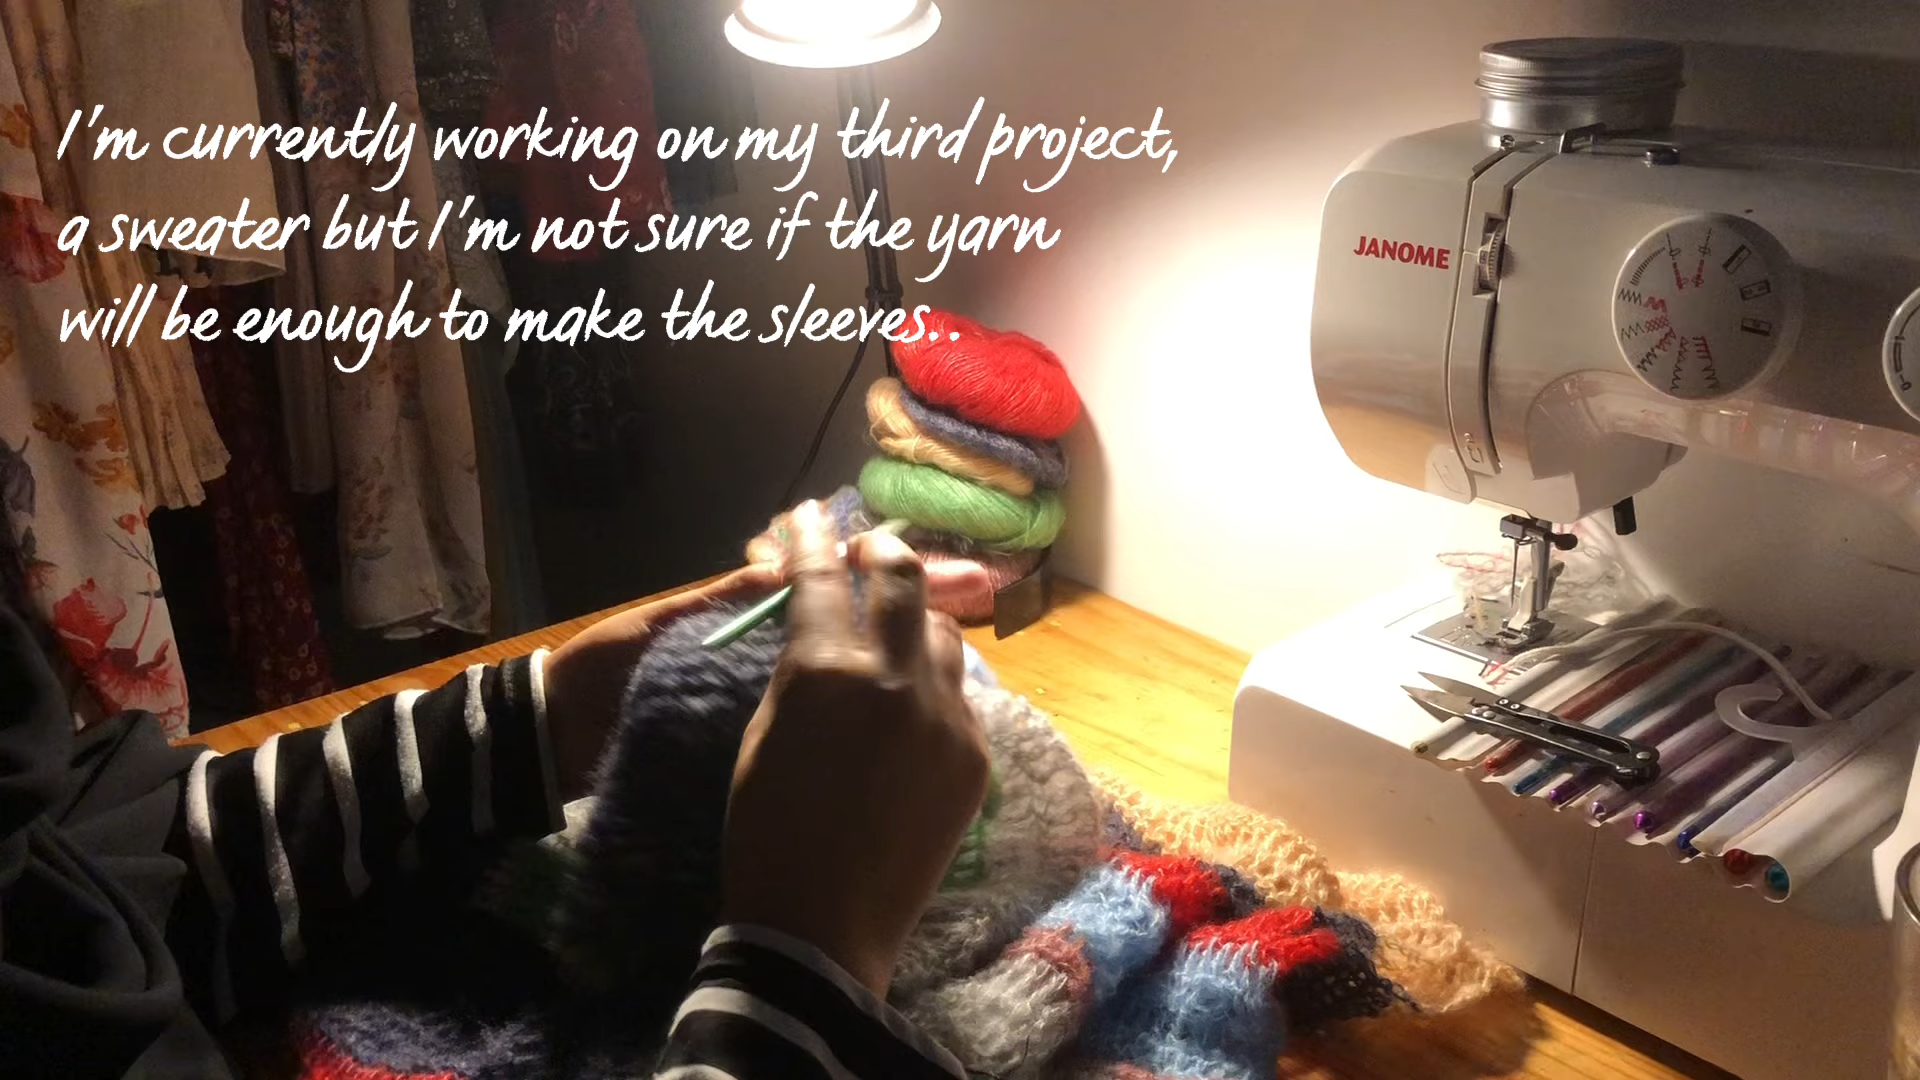 I'm currently working on my third project,
a sweater but I'm not sure if the yarn
will be enough to make the sleeves..
JANOME